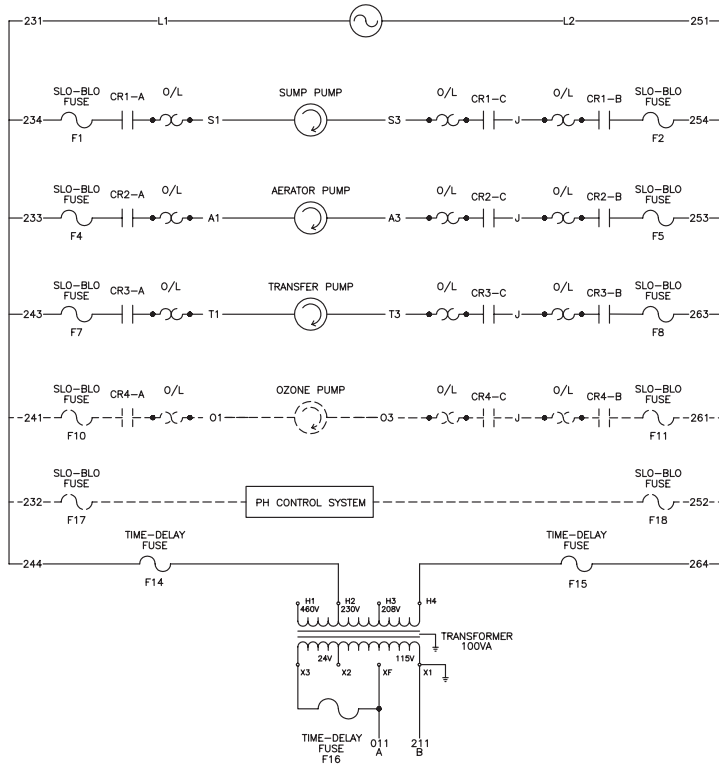 231 L1 L2 251
SLO-BLO FUSE CR1-A O/L SUMP PUMP O/L CR1-C O/L CR1-B SLO-BLO FUSE
234 S1 S3 J 254
F1 F2
SLO-BLO FUSE CR2-A O/L AERATOR PUMP O/L CR2-C O/L CR2-B SLO-BLO FUSE
233 A1 A3 J 253
F4 F5
SLO-BLO FUSE CR3-A O/L TRANSFER PUMP O/L CR3-C O/L CR3-B SLO-BLO FUSE
243 T1 T3 J 263
F7 F8
SLO-BLO FUSE CR4-A O/L OZONE PUMP O/L CR4-C O/L CR4-B SLO-BLO FUSE
241 O1 O3 J 261
F10 F11
SLO-BLO FUSE SLO-BLO FUSE
232 PH CONTROL SYSTEM 252
F17 F18
TIME-DELAY FUSE TIME-DELAY FUSE
244 264
F14 F15
H1 H2 H3 H4
460V 230V 208V
TRANSFORMER
100VA
24V 115V
X3 X2 XF X1
TIME-DELAY FUSE
F16
011 211
A B